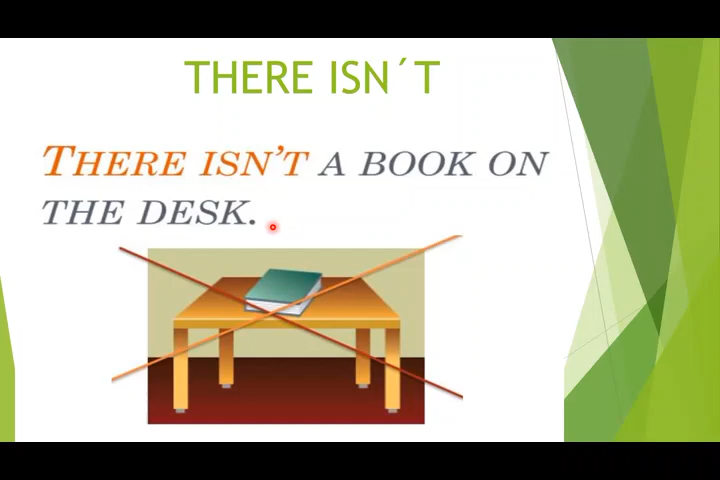 THERE ISN´T
THERE ISN'T A BOOK ON
THE DESK.